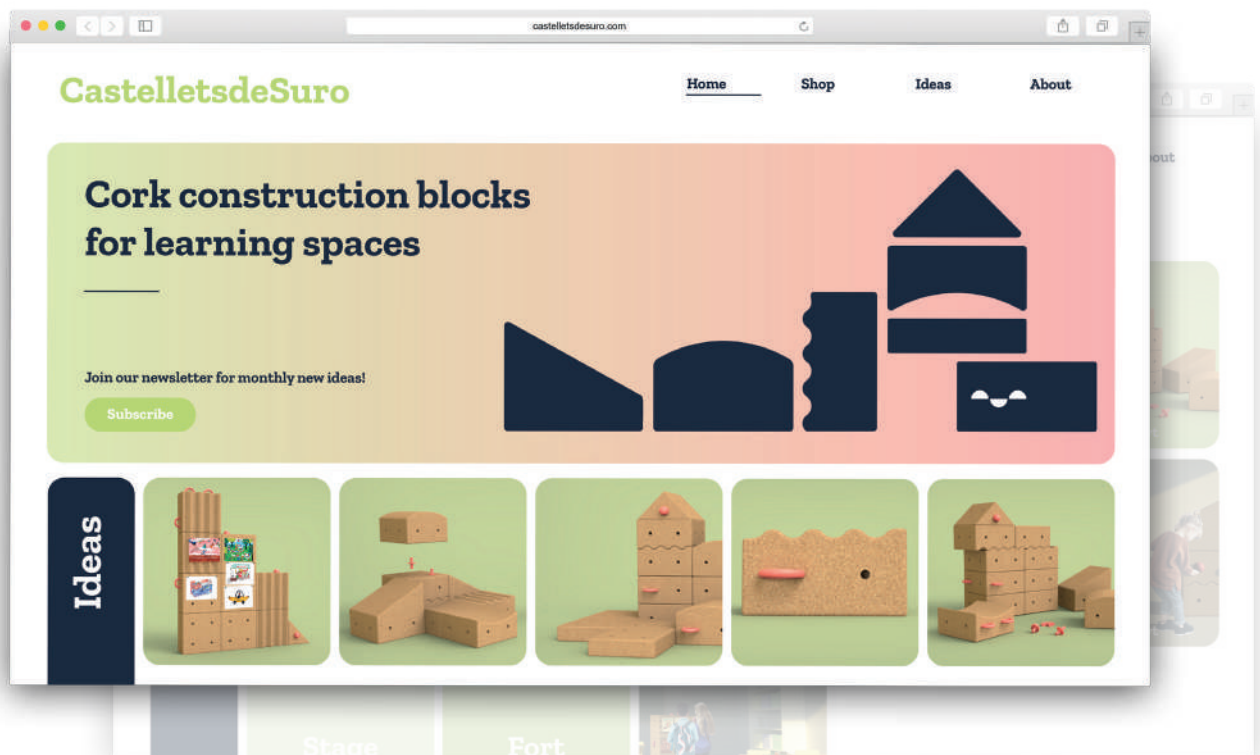 castelletsdesuro.com
CastelletsdeSuro
Home
Shop
Ideas
About
Cork construction blocks
for learning spaces
Join our newsletter for monthly new ideas!
Subscribe
Ideas
Stage
Fort